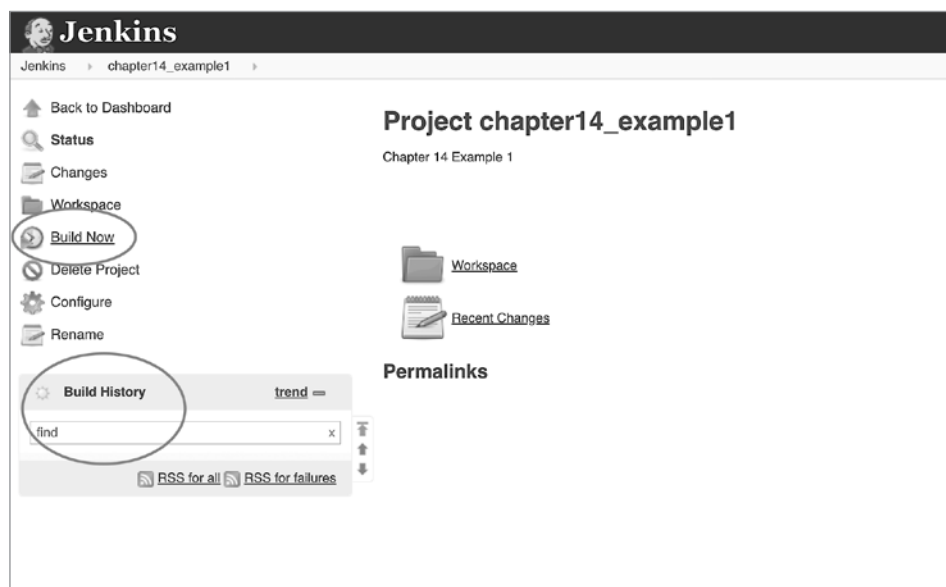 Jenkins
Jenkins chapter14_example1
Back to Dashboard
Status
Changes
Workspace
Build Now
Delete Project
Configure
Rename
Build History trend
find x
RSS for all RSS for failures
Project chapter14_example1
Chapter 14 Example 1
Workspace
Recent Changes
Permalinks